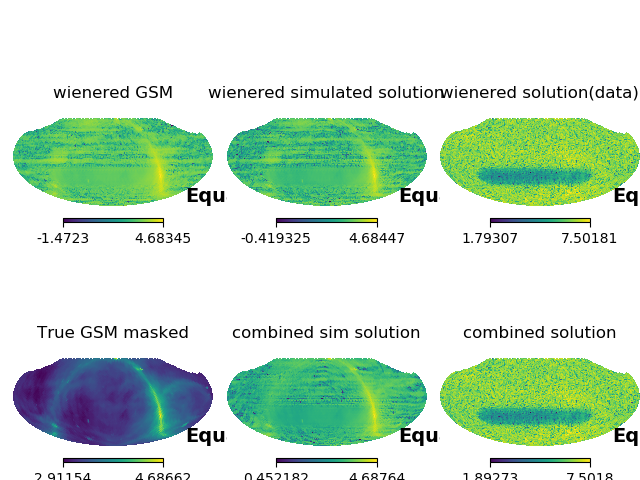 wienered GSM
wienered simulated solution
wienered solution(data)
Equ
Equ
Eq
-1.4723 4.68345
-0.419325 4.68447
1.79307 7.50181
True GSM masked
combined sim solution
combined solution
Equ
Equ
Eq
2.91154 4.68662
0.452182 4.68764
1.89273 7.5018